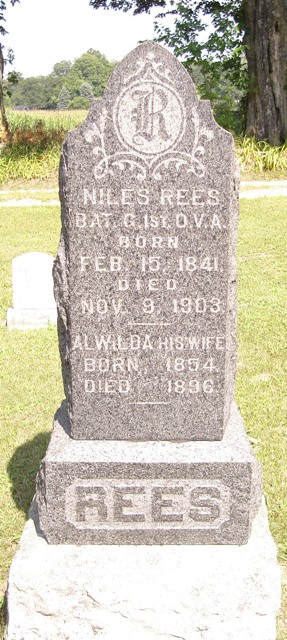 R
NILES REES
BAT. G. 1ST. O.V.A.
BORN
FEB. 15, 1841.
DIED
NOV. 9, 1903.
ALWILDA HIS WIFE
BORN, 1854.
DIED 1896.
REES